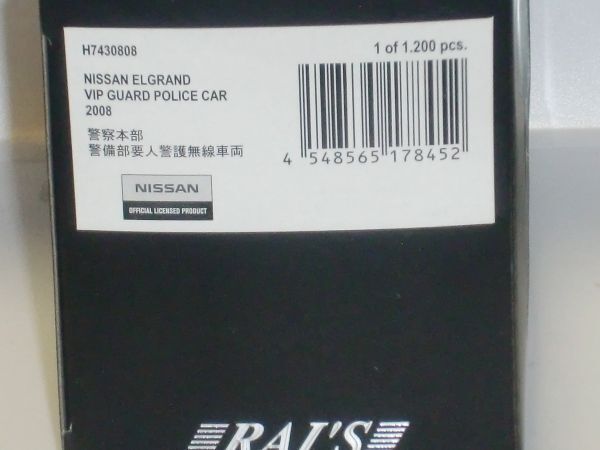 H7430808
1 of 1.200 pcs.
NISSAN ELGRAND
VIP GUARD POLICE CAR
2008
警察本部
警備部要人警護無線車両
4 548565 178452
NISSAN
OFFICIAL LICENSED PRODUCT
RAI'S